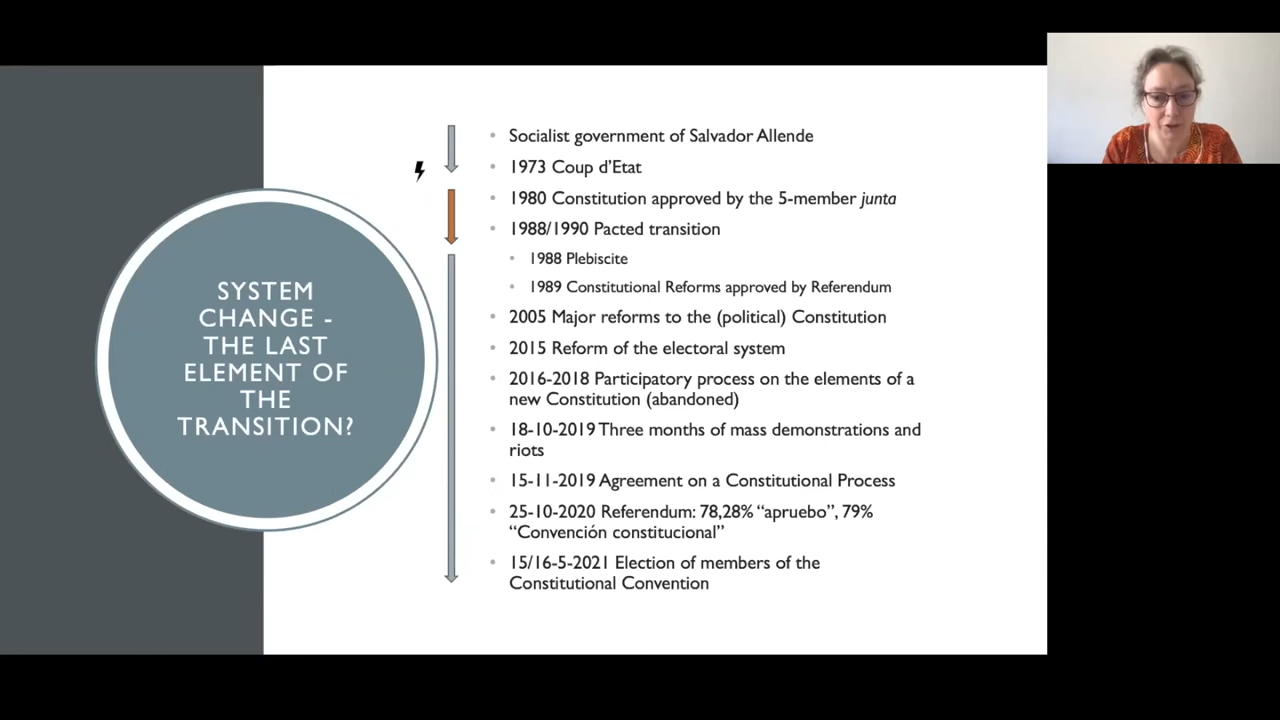 SYSTEM
CHANGE -
THE LAST
ELEMENT OF
THE
TRANSITION?
Socialist government of Salvador Allende
1973 Coup d’Etat
1980 Constitution approved by the 5-member junta
1988/1990 Pacted transition
1988 Plebiscite
1989 Constitutional Reforms approved by Referendum
2005 Major reforms to the (political) Constitution
2015 Reform of the electoral system
2016-2018 Participatory process on the elements of a
new Constitution (abandoned)
18-10-2019 Three months of mass demonstrations and
riots
15-11-2019 Agreement on a Constitutional Process
25-10-2020 Referendum: 78,28% “apruebo”, 79%
“Convención constitucional”
15/16-5-2021 Election of members of the
Constitutional Convention